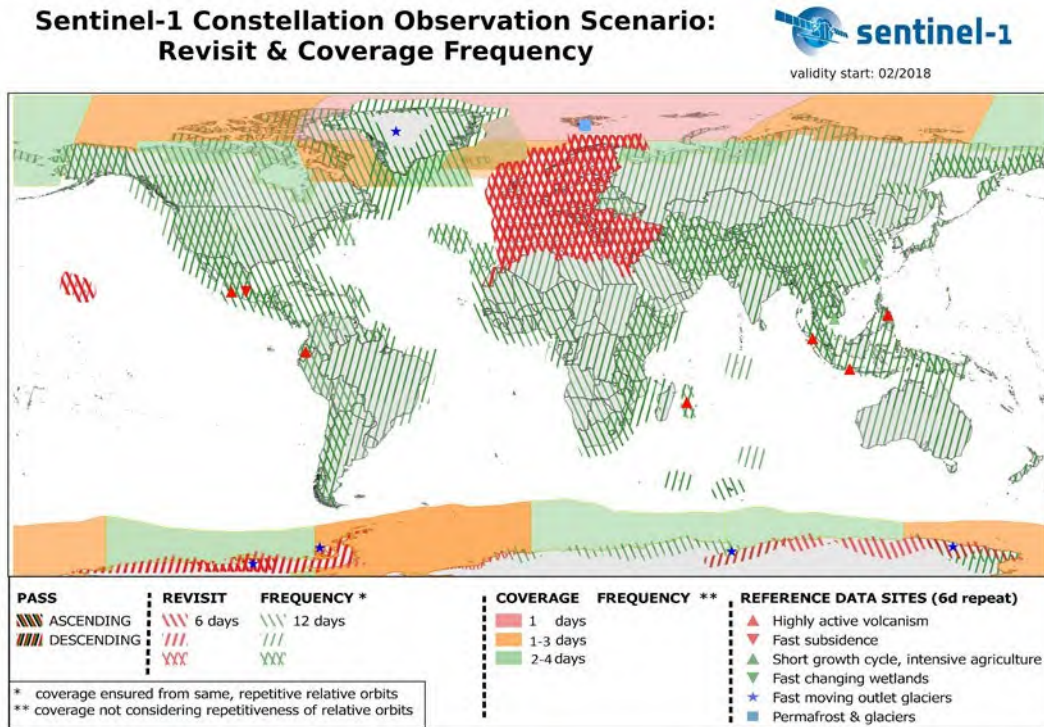 Sentinel-1 Constellation Observation Scenario:
Revisit & Coverage Frequency
sentinel-1
validity start: 02/2018
PASS
ASCENDING
DESCENDING
REVISIT FREQUENCY *
6 days 12 days
COVERAGE FREQUENCY **
1 days
1-3 days
2-4 days
REFERENCE DATA SITES (6d repeat)
Highly active volcanism
Fast subsidence
Short growth cycle, intensive agriculture
Fast changing wetlands
Fast moving outlet glaciers
Permafrost & glaciers
* coverage ensured from same, repetitive relative orbits
** coverage not considering repetitiveness of relative orbits